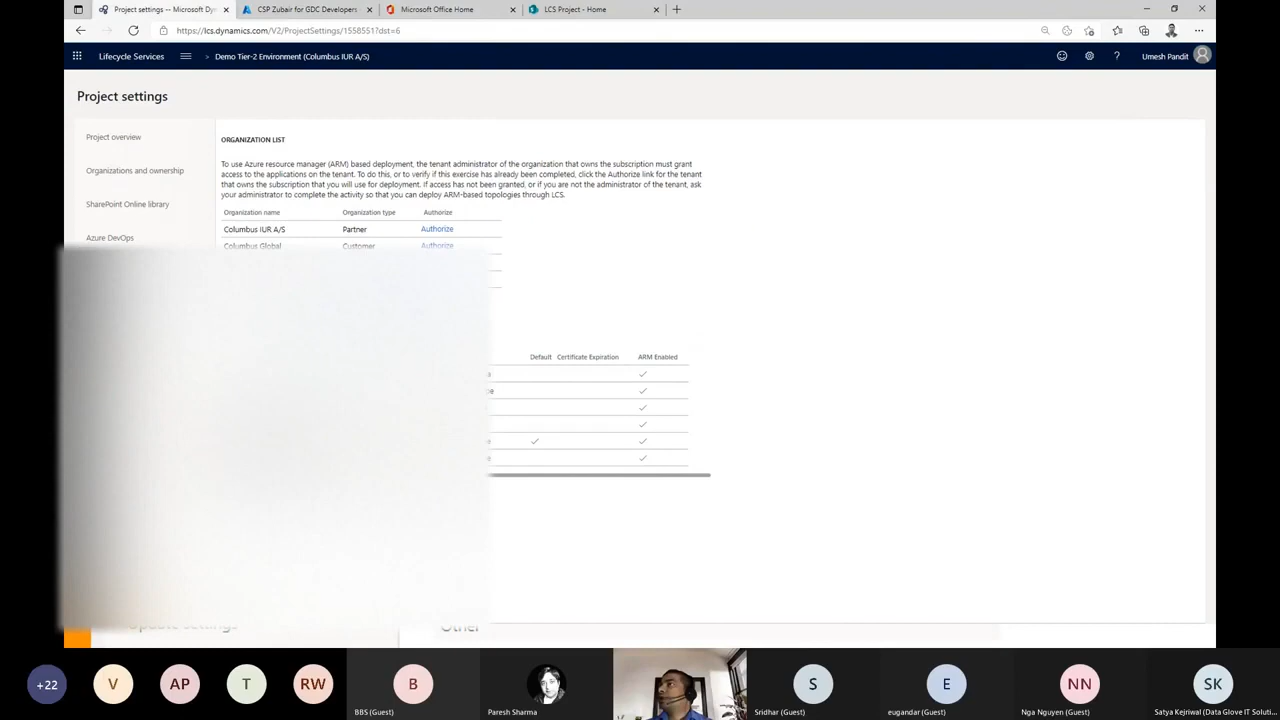 Project settings -- Microsoft Dyn
CSP Zubair for GDC Developers
Microsoft Office Home
LCS Project - Home
https://lcs.dynamics.com/V2/ProjectSettings/1558551?dst=6
Lifecycle Services
> Demo Tier-2 Environment (Columbus IUR A/S)
Umesh Pandit
Project settings
Project overview
Organizations and ownership
SharePoint Online library
Azure DevOps
ORGANIZATION LIST
To use Azure resource manager (ARM) based deployment, the tenant administrator of the organization that owns the subscription must grant
access to the applications on the tenant. To do this, or to verify if this exercise has already been completed, click the Authorize link for the tenant
that owns the subscription that you will use for deployment. If access has not been granted, or if you are not the administrator of the tenant, ask
your administrator to complete the activity so that you can deploy ARM-based topologies through LCS.
Organization name Organization type Authorize
Columbus IUR A/S Partner Authorize
Columbus Global Customer Authorize
Default Certificate Expiration ARM Enabled
Update settings
Other
+22
V
AP
T
RW
B
S
E
NN
SK
BBS (Guest)
Paresh Sharma
Sridhar (Guest)
eugandar (Guest)
Nga Nguyen (Guest)
Satya Kejriwal (Data Glove IT Soluti...